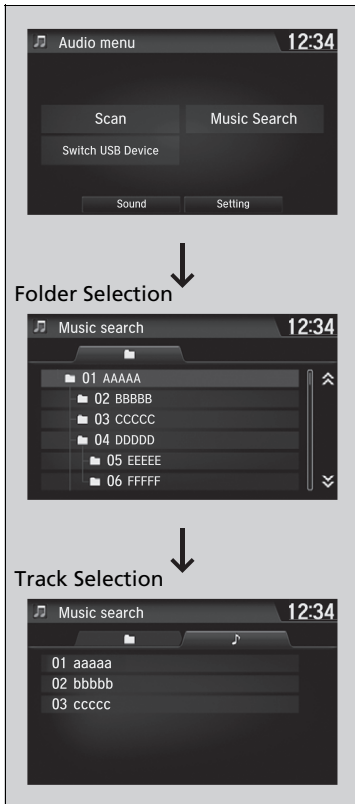 Audio menu 12:34
Scan Music Search
Switch USB Device
Sound Setting
Folder Selection
Music search 12:34
01 AAAAA
02 BBBBB
03 CCCCC
04 DDDDD
05 EEEEE
06 FFFFF
Track Selection
Music search 12:34
01 aaaaa
02 bbbbb
03 ccccc